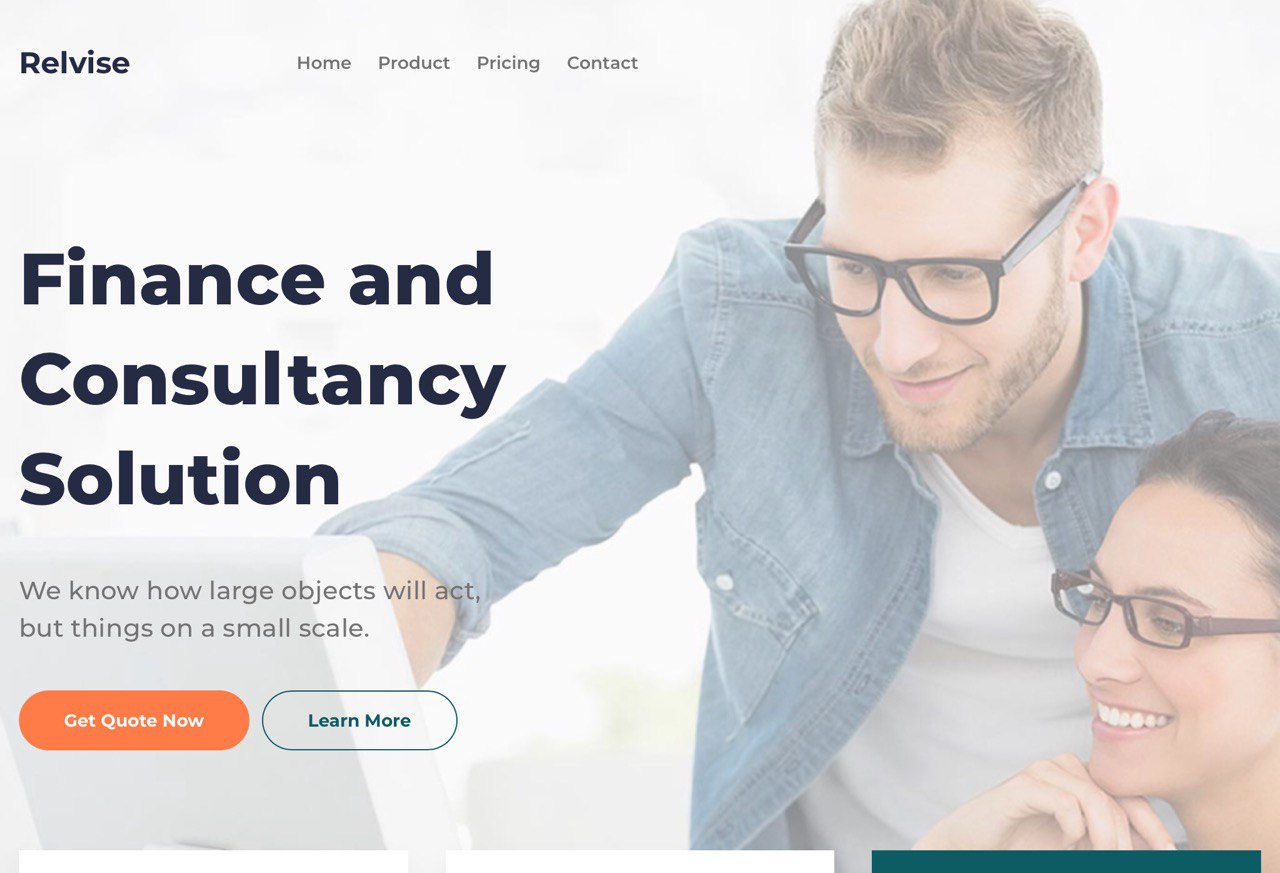 Relvise
Home Product Pricing Contact
Finance and
Consultancy
Solution
We know how large objects will act,
but things on a small scale.
Get Quote Now Learn More